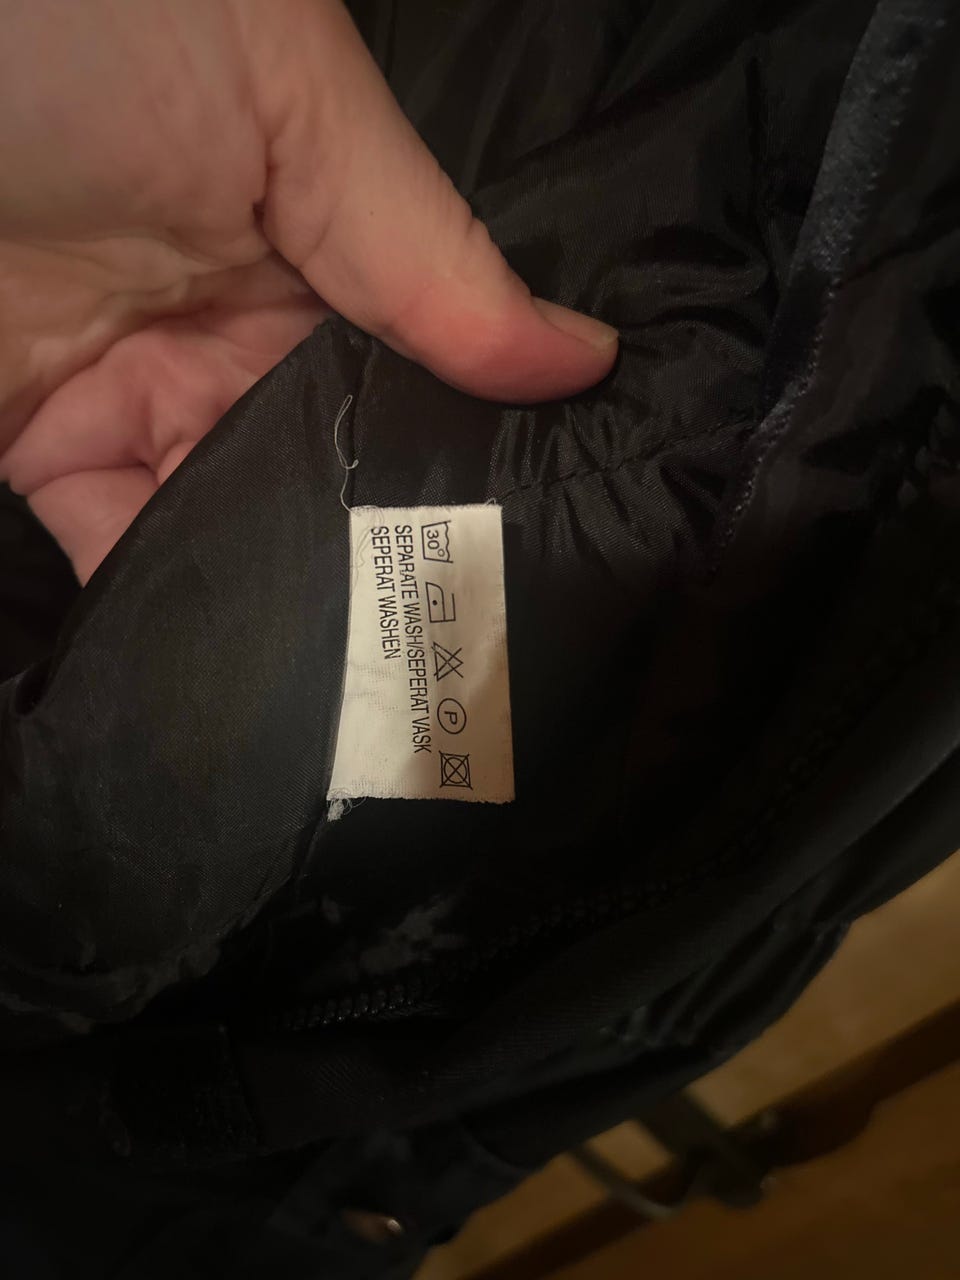 30°
P
SEPARATE WASH/SEPERAT VASK
SEPERAT WASHEN